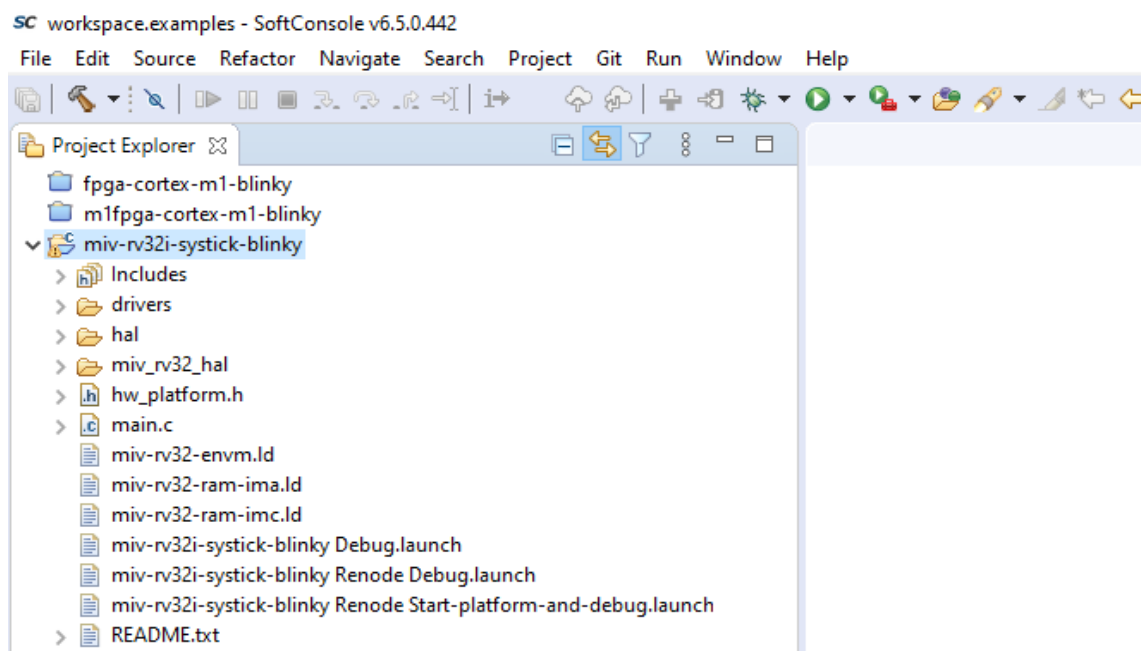 SC workspace.examples - SoftConsole v6.5.0.442
File Edit Source Refactor Navigate Search Project Git Run Window Help
Project Explorer
fpga-cortex-m1-blinky
m1fpga-cortex-m1-blinky
miv-rv32i-systick-blinky
Includes
drivers
hal
miv_rv32_hal
.h hw_platform.h
.c main.c
miv-rv32-envm.ld
miv-rv32-ram-ima.ld
miv-rv32-ram-imc.ld
miv-rv32i-systick-blinky Debug.launch
miv-rv32i-systick-blinky Renode Debug.launch
miv-rv32i-systick-blinky Renode Start-platform-and-debug.launch
README.txt